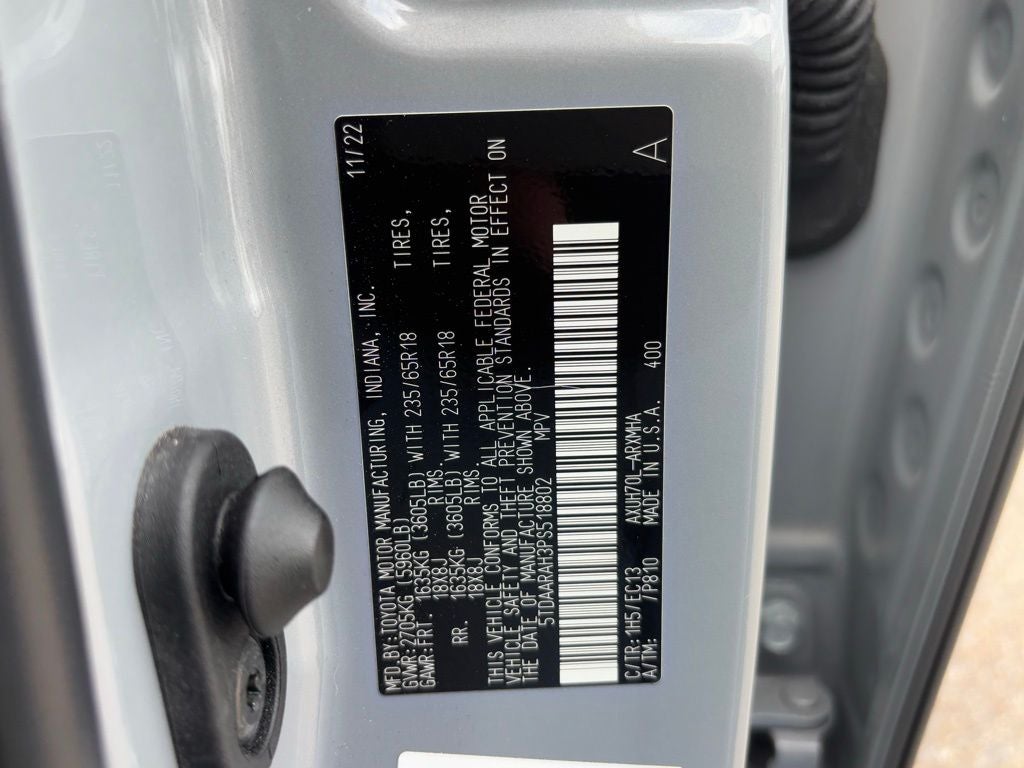 MFD.BY:TOYOTA MOTOR MANUFACTURING, INDIANA, INC. 11/22
GVWR:2705KG (5960LB)
GAWR:FRT. 1635KG (3605LB) WITH 235/65R18 TIRES,
18X8J RIMS.
RR. 1635KG (3605LB) WITH 235/65R18 TIRES,
18X8J RIMS.
THIS VEHICLE CONFORMS TO ALL APPLICABLE FEDERAL MOTOR
VEHICLE SAFETY AND THEFT PREVENTION STANDARDS IN EFFECT ON
THE DATE OF MANUFACTURE SHOWN ABOVE.
5TDAARAH3PS518802 MPV
C/TR:1H5/EC13 AXUH70L-ARXMHA
A/TM: /P810 MADE IN U.S.A. 400 A